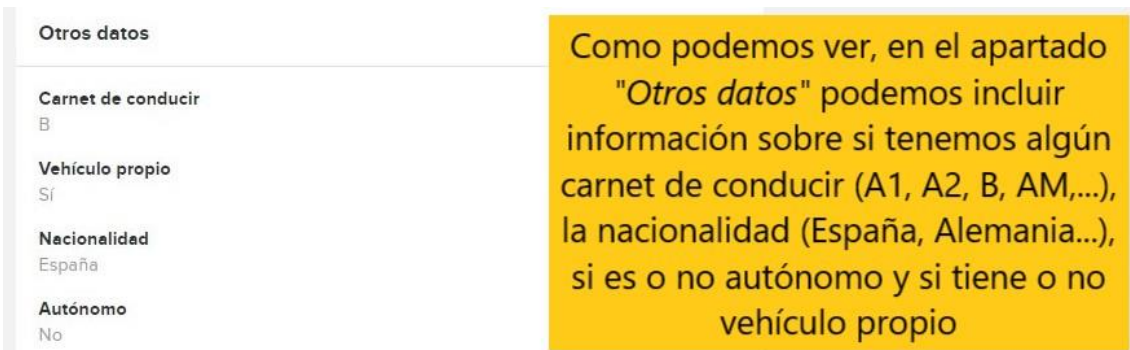 Otros datos
Carnet de conducir
B
Vehículo propio
Sí
Nacionalidad
España
Autónomo
No
Como podemos ver, en el apartado
"Otros datos" podemos incluir
información sobre si tenemos algún
carnet de conducir (A1, A2, B, AM,...),
la nacionalidad (España, Alemania...),
si es o no autónomo y si tiene o no
vehículo propio